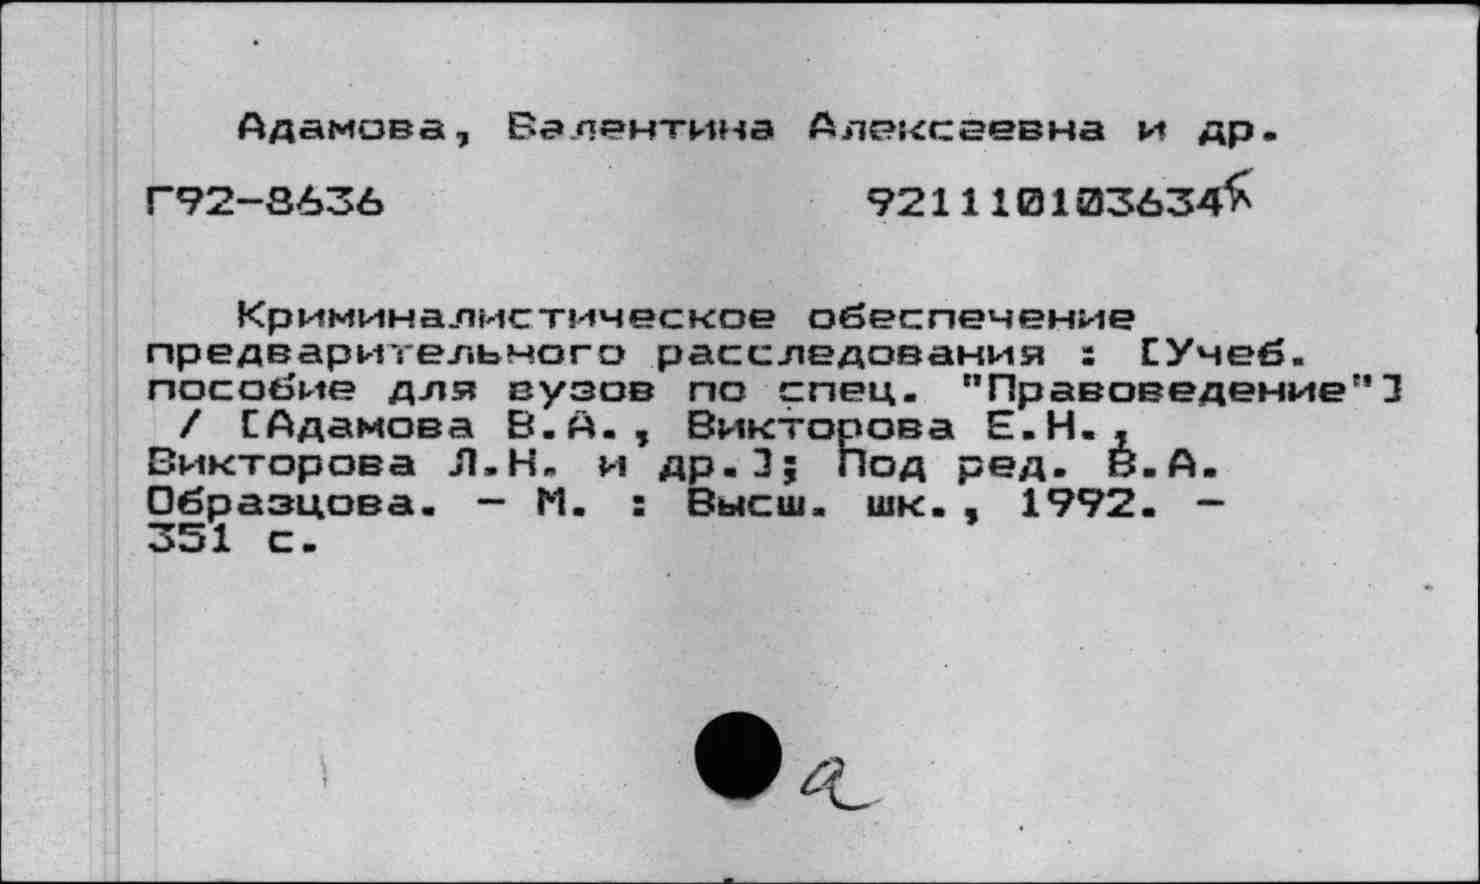 Адамова, Валентина Алексеевна и др.
Г92-8636 921110103634
Криминалистическое обеспечение
предварительного расследования : [Учеб.
пособие для вузов по спец. "Правоведение"]
/ [Адамова В.А., Викторова Е.Н.,
Викторова Л.Н. и др.]; Под ред. В.А.
Образцова. - М. : Высш. шк., 1992. -
351 с.
а